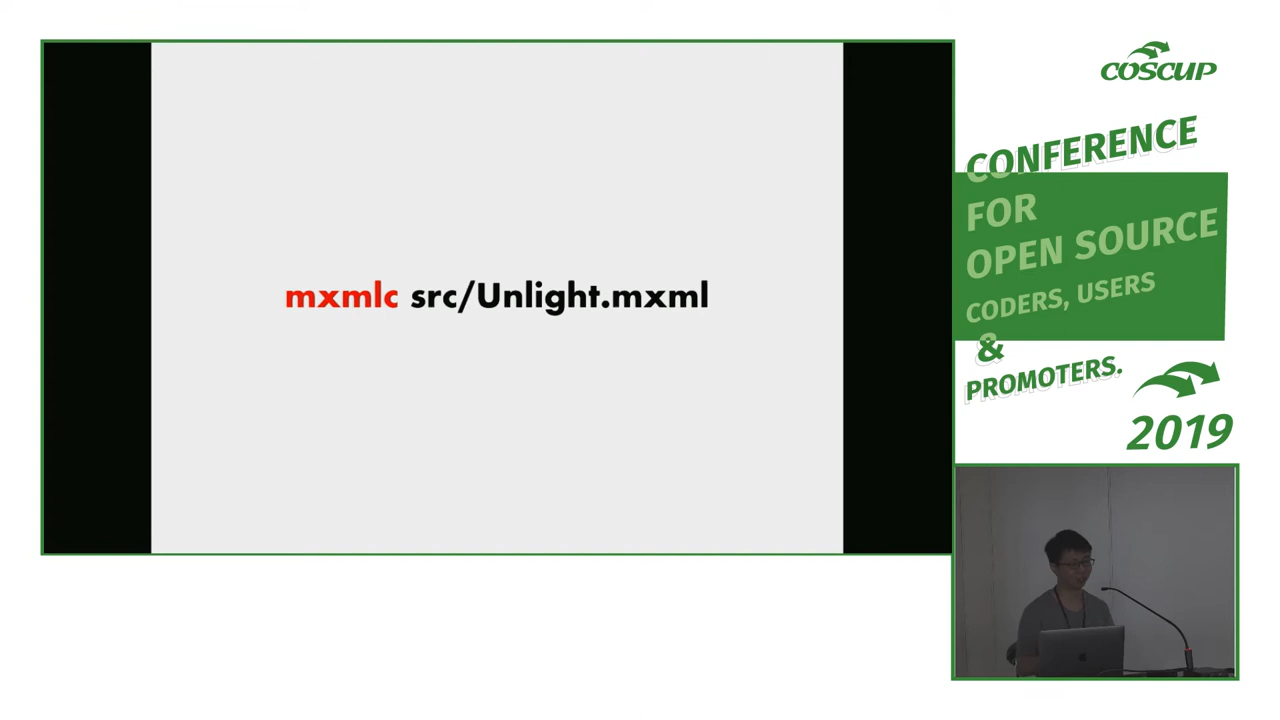 mxmlc src/Unlight.mxml
COSCUP
CONFERENCE
FOR
OPEN SOURCE
CODERS, USERS
&
PROMOTERS.
2019